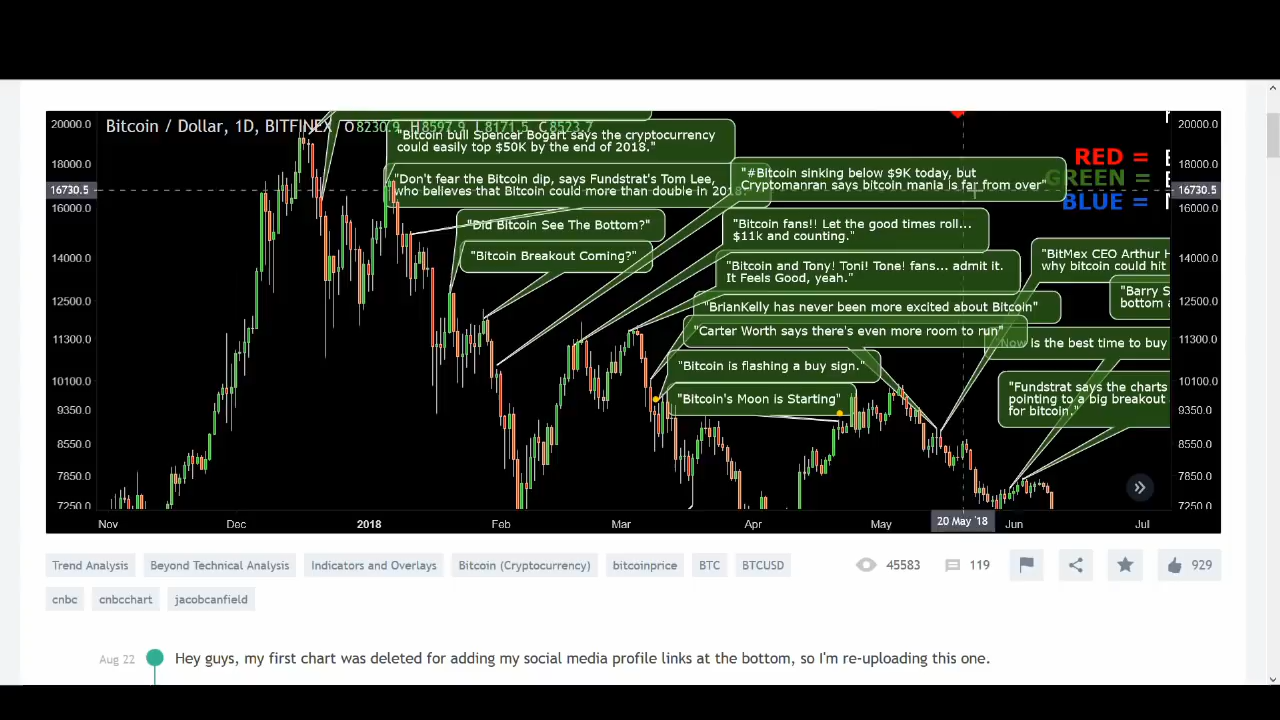 Bitcoin / Dollar, 1D, BITFINEX O8230.9 H8597.9 L8171.5 C8523.7
20000.0
18000.0
16730.5
16000.0
14000.0
12500.0
11300.0
10100.0
9350.0
8550.0
7850.0
7250.0
"Bitcoin bull Spencer Bogart says the cryptocurrency
could easily top $50K by the end of 2018."
"Don't fear the Bitcoin dip, says Fundstrat's Tom Lee,
who believes that Bitcoin could more than double in 2018
"#Bitcoin sinking below $9K today, but
Cryptomanran says bitcoin mania is far from over"
"Did Bitcoin See The Bottom?"
"Bitcoin Breakout Coming?"
"Bitcoin fans!! Let the good times roll...
$11k and counting."
"Bitcoin and Tony! Toni! Tone! fans... admit it.
It Feels Good, yeah."
"BrianKelly has never been more excited about Bitcoin"
"Carter Worth says there's even more room to run"
"Bitcoin is flashing a buy sign."
"Bitcoin's Moon is Starting"
RED =
GREEN =
BLUE =
"BitMex CEO Arthur H
why bitcoin could hit
"Barry S
bottom
Now is the best time to buy
"Fundstrat says the charts
pointing to a big breakout
for bitcoin."
20000.0
18000.0
16730.5
16000.0
14000.0
12500.0
11300.0
10100.0
9350.0
8550.0
7850.0
7250.0
Nov Dec 2018 Feb Mar Apr May 20 May '18 Jun Jul
Trend Analysis Beyond Technical Analysis Indicators and Overlays Bitcoin (Cryptocurrency) bitcoinprice BTC BTCUSD 45583 119 929
cnbc cnbcchart jacobcanfield
Aug 22 Hey guys, my first chart was deleted for adding my social media profile links at the bottom, so I'm re-uploading this one.